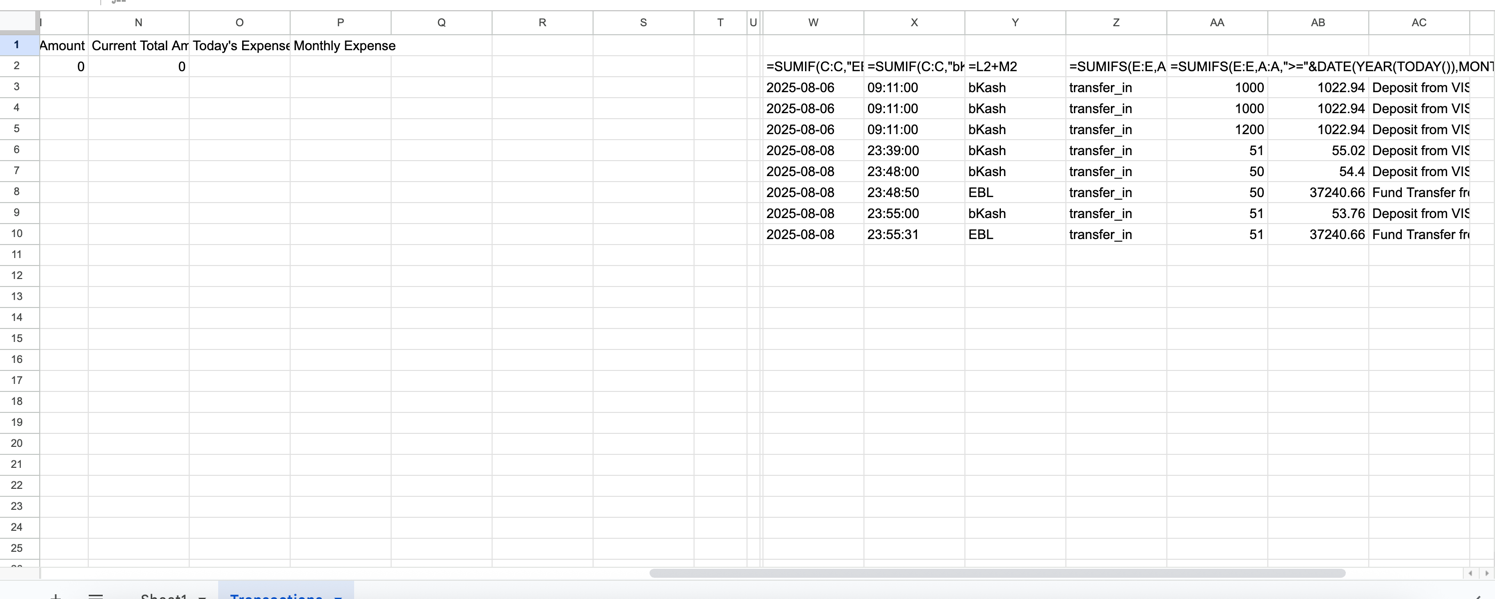 N O P Q R S T U W X Y Z AA AB AC
1 Amount Current Total Am Today's Expense Monthly Expense
2 0 0 =SUMIF(C:C,"EB =SUMIF(C:C,"bK =L2+M2 =SUMIFS(E:E,A =SUMIFS(E:E,A:A,">="&DATE(YEAR(TODAY()),MONT
3 2025-08-06 09:11:00 bKash transfer_in 1000 1022.94 Deposit from VIS
4 2025-08-06 09:11:00 bKash transfer_in 1000 1022.94 Deposit from VIS
5 2025-08-06 09:11:00 bKash transfer_in 1200 1022.94 Deposit from VIS
6 2025-08-08 23:39:00 bKash transfer_in 51 55.02 Deposit from VIS
7 2025-08-08 23:48:00 bKash transfer_in 50 54.4 Deposit from VIS
8 2025-08-08 23:48:50 EBL transfer_in 50 37240.66 Fund Transfer fro
9 2025-08-08 23:55:00 bKash transfer_in 51 53.76 Deposit from VIS
10 2025-08-08 23:55:31 EBL transfer_in 51 37240.66 Fund Transfer fro
11
12
13
14
15
16
17
18
19
20
21
22
23
24
25
Sheet1 Transactions